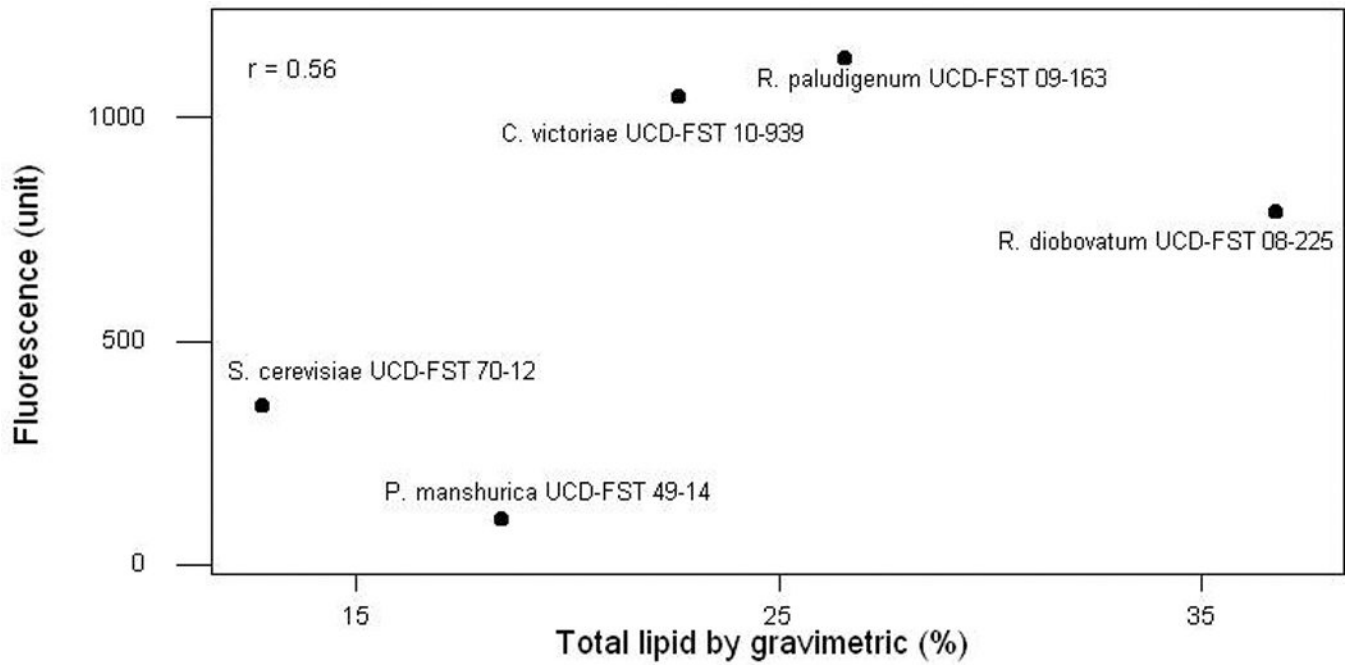 r = 0.56
R. paludigenum UCD-FST 09-163
C. victoriae UCD-FST 10-939
R. diobovatum UCD-FST 08-225
S. cerevisiae UCD-FST 70-12
P. manshurica UCD-FST 49-14
Fluorescence (unit)
1000
500
0
15
25
35
Total lipid by gravimetric (%)